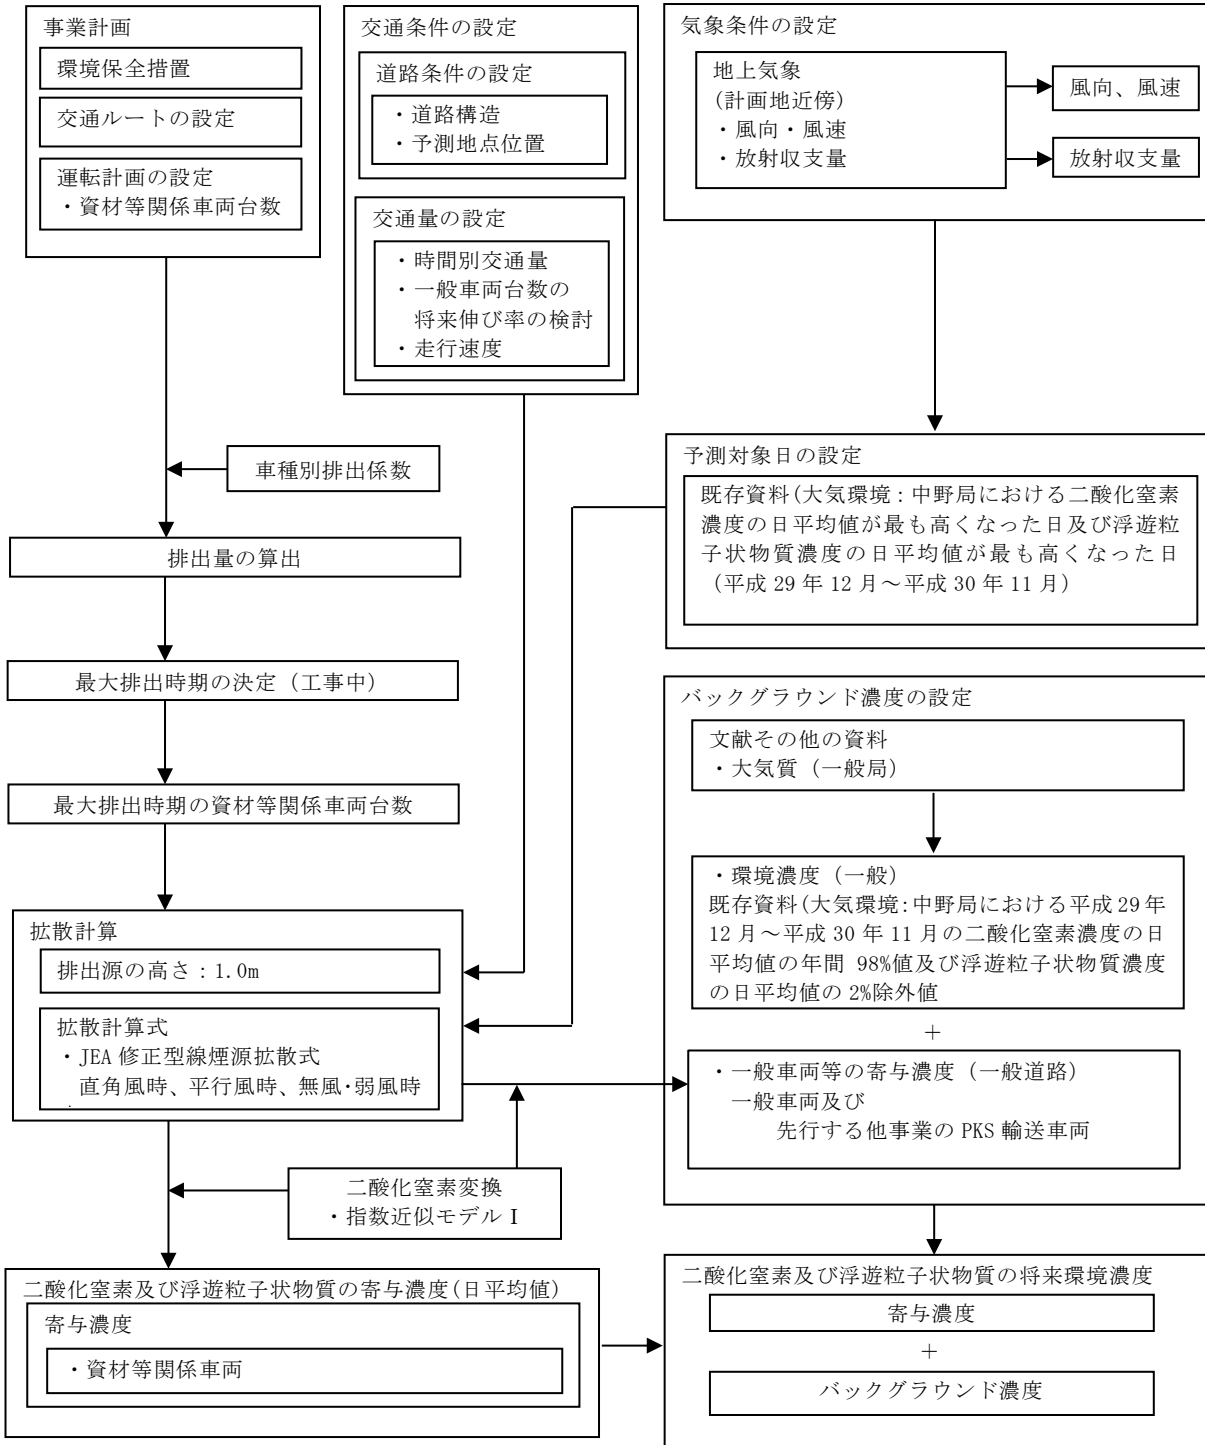 事業計画
環境保全措置
交通ルートの設定
運転計画の設定
・資材等関係車両台数
交通条件の設定
道路条件の設定
・道路構造
・予測地点位置
交通量の設定
・時間別交通量
・一般車両台数の
将来伸び率の検討
・走行速度
気象条件の設定
地上気象
(計画地近傍)
・風向・風速
・放射収支量
風向、風速
放射収支量
車種別排出係数
排出量の算出
最大排出時期の決定（工事中）
最大排出時期の資材等関係車両台数
予測対象日の設定
既存資料(大気環境：中野局における二酸化窒素
濃度の日平均値が最も高くなった日及び浮遊粒
子状物質濃度の日平均値が最も高くなった日
（平成 29 年 12 月～平成 30 年 11 月）
バックグラウンド濃度の設定
文献その他の資料
・大気質（一般局）
・環境濃度（一般）
既存資料(大気環境:中野局における平成 29 年
12 月～平成 30 年 11 月の二酸化窒素濃度の日
平均値の年間 98%値及び浮遊粒子状物質濃度
の日平均値の 2%除外値
＋
・一般車両等の寄与濃度（一般道路）
一般車両及び
先行する他事業の PKS 輸送車両
拡散計算
排出源の高さ：1.0m
拡散計算式
・JEA 修正型線煙源拡散式
直角風時、平行風時、無風･弱風時
二酸化窒素変換
・指数近似モデルⅠ
二酸化窒素及び浮遊粒子状物質の寄与濃度(日平均値)
寄与濃度
・資材等関係車両
二酸化窒素及び浮遊粒子状物質の将来環境濃度
寄与濃度
＋
バックグラウンド濃度